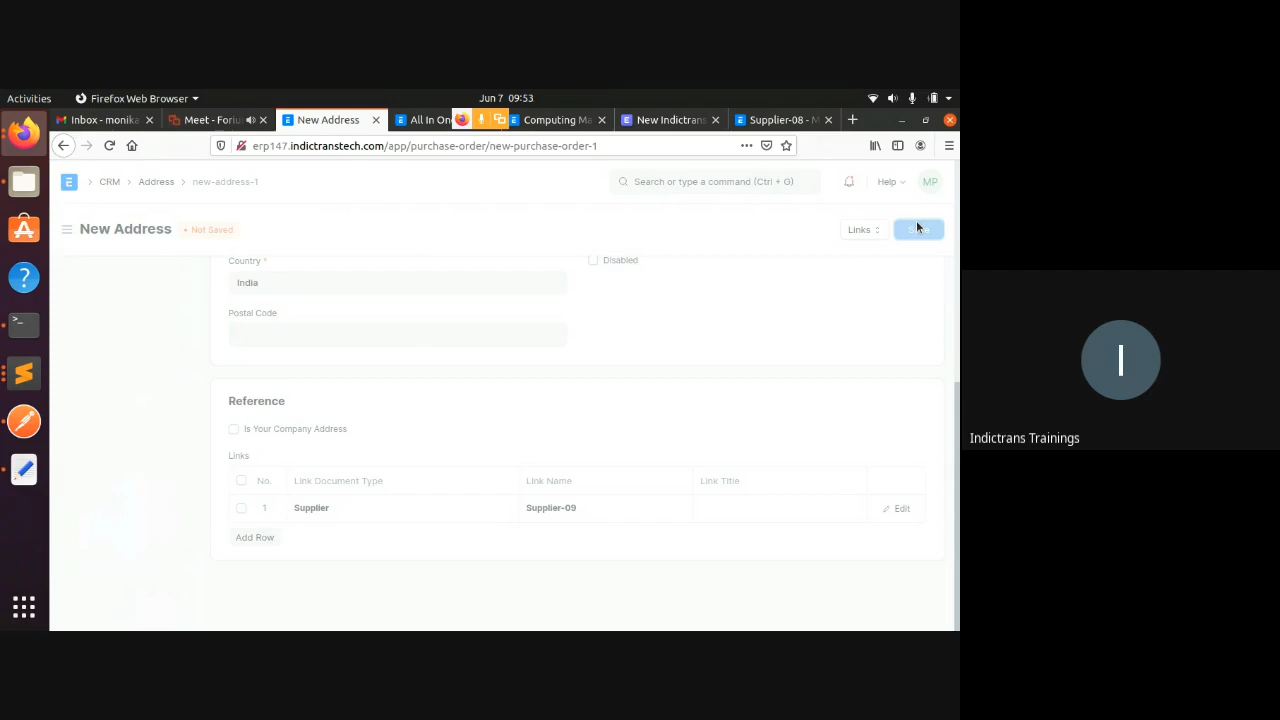 Activities
Firefox Web Browser
Jun 7 09:53
Inbox - monika
Meet - Foriu
New Address
All In On
Computing Ma
New Indictrans
Supplier-08 - M
erp147.indictranstech.com/app/purchase-order/new-purchase-order-1
E
CRM
Address
new-address-1
Search or type a command (Ctrl + G)
Help
MP
New Address
• Not Saved
Links
Country *
India
Disabled
Postal Code
Reference
Is Your Company Address
Links
No.
Link Document Type
Link Name
Link Title
1
Supplier
Supplier-09
Edit
Add Row
I
Indictrans Trainings